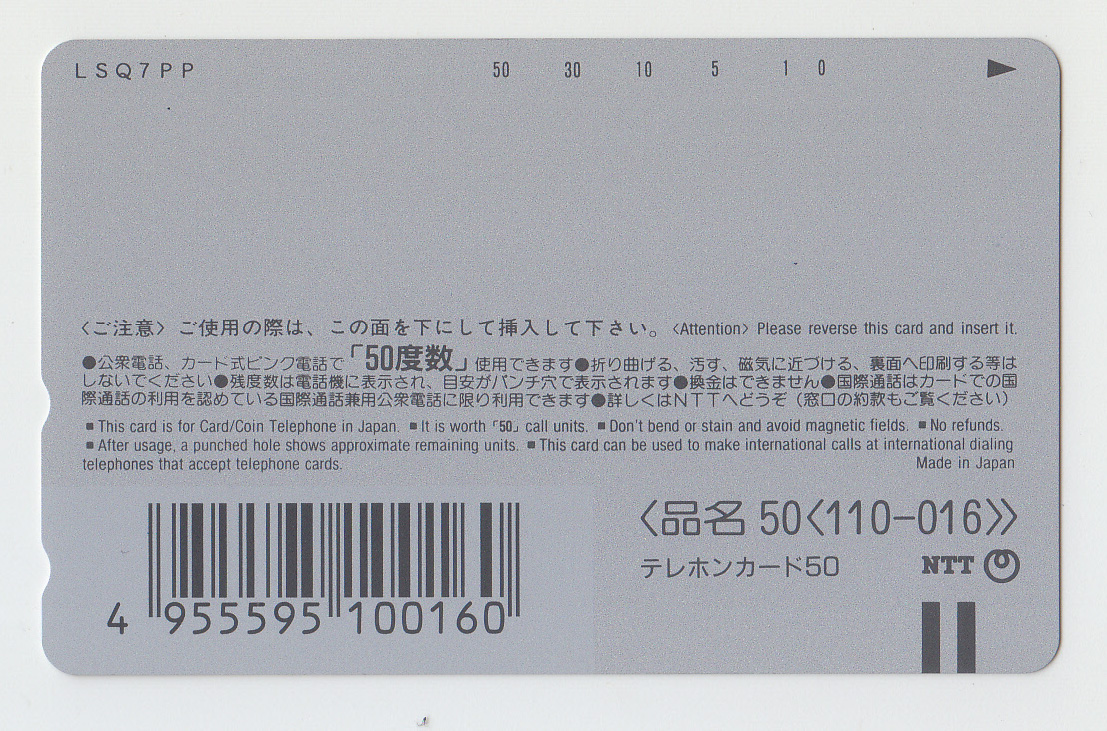 LSQ7PP 50 30 10 5 1 0
〈ご注意〉ご使用の際は、この面を下にして挿入して下さい。〈Attention〉 Please reverse this card and insert it.
●公衆電話、カード式ピンク電話で「50度数」使用できます●折り曲げる、汚す、磁気に近づける、裏面へ印刷する等は
しないでください●残度数は電話機に表示され、目安がパンチ穴で表示されます●換金はできません●国際通話はカードでの国
際通話の利用を認めている国際通話兼用公衆電話に限り利用できます●詳しくはNTTへどうぞ（窓口の約款もご覧ください）
■This card is for Card/Coin Telephone in Japan. ■It is worth「50」call units. ■Don't bend or stain and avoid magnetic fields. ■No refunds.
■After usage, a punched hole shows approximate remaining units. ■This card can be used to make international calls at international dialing
telephones that accept telephone cards. Made in Japan
〈品名 50〈110-016〉〉
テレホンカード50 NTT
4 955595 100160